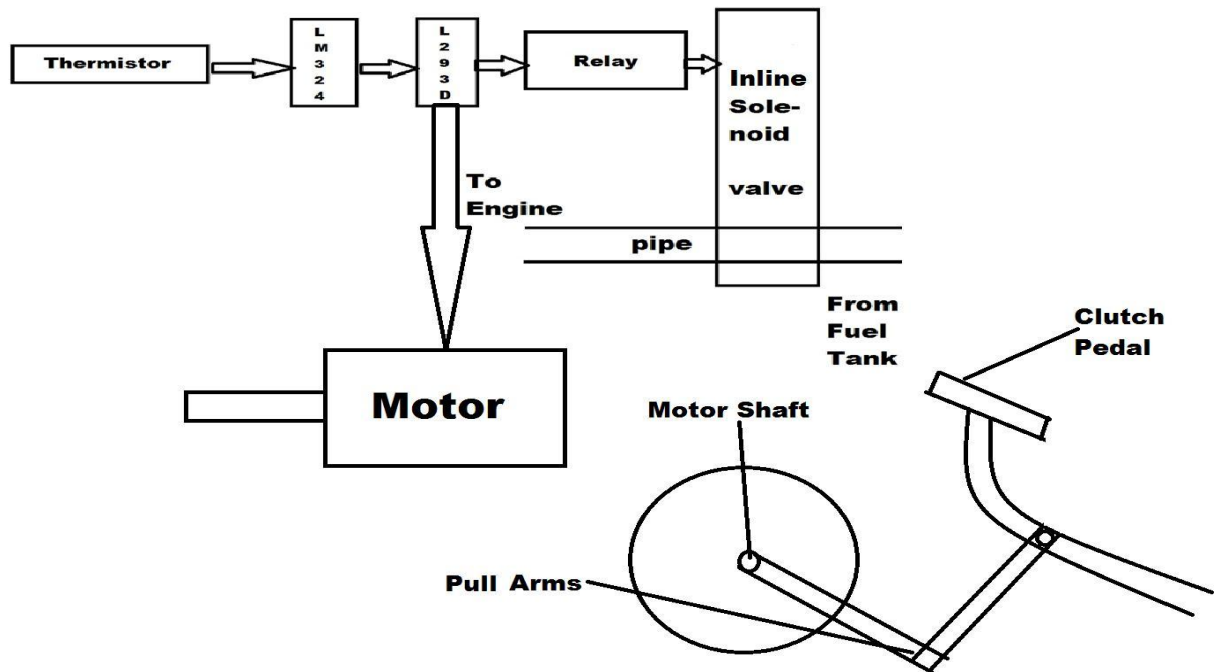 Thermistor
L
M
3
2
4
L
2
9
3
D
Relay
Inline
Sole-
noid
valve
To
Engine
pipe
From
Fuel
Tank
Clutch
Pedal
Motor
Motor Shaft
Pull Arms